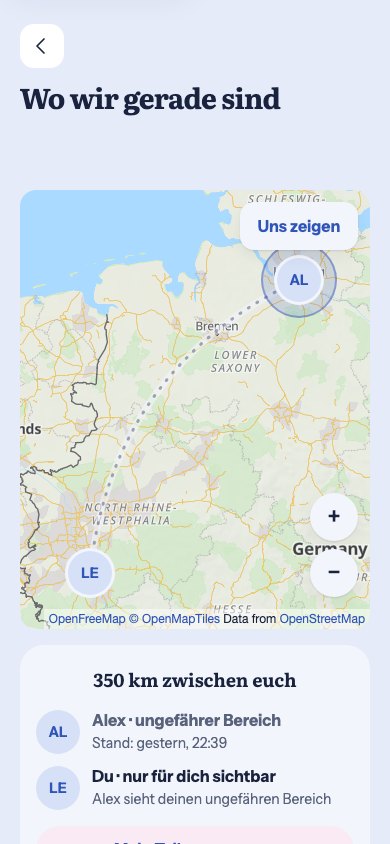 Wo wir gerade sind
SCHLESWIG-
Uns zeigen
AL
Bremen
LOWER
SAXONY
nds
NORTH RHINE-
WESTPHALIA
+
Germany
LE
−
HESSE
OpenFreeMap © OpenMapTiles Data from OpenStreetMap
350 km zwischen euch
AL
Alex · ungefährer Bereich
Stand: gestern, 22:39
LE
Du · nur für dich sichtbar
Alex sieht deinen ungefähren Bereich